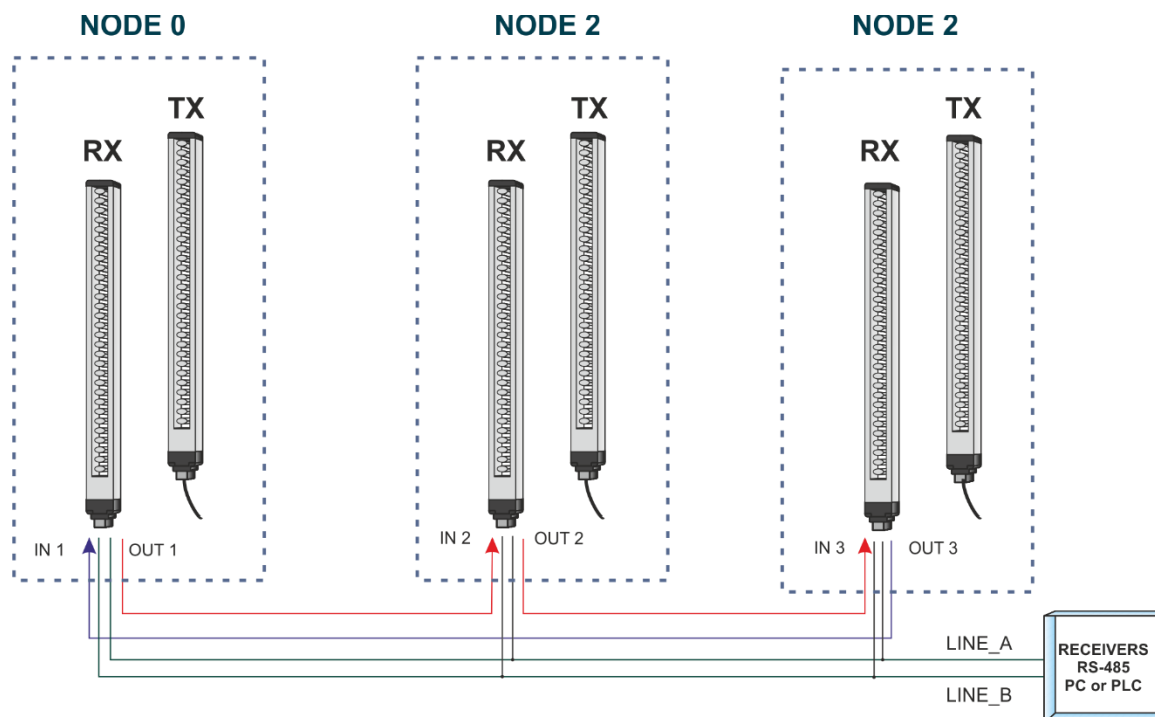 NODE 0
NODE 2
NODE 2
TX
TX
TX
RX
RX
RX
IN 1
OUT 1
IN 2
OUT 2
IN 3
OUT 3
LINE_A
LINE_B
RECEIVERS
RS-485
PC or PLC